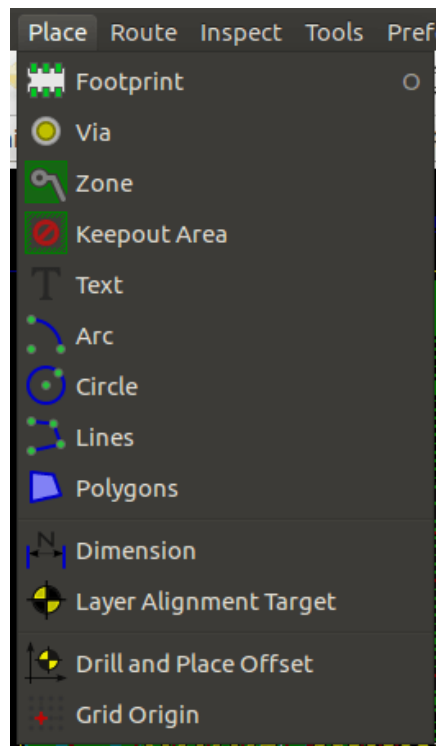 Place Route Inspect Tools Pref
Footprint O
Via
Zone
Keepout Area
Text
Arc
Circle
Lines
Polygons
N Dimension
Layer Alignment Target
Drill and Place Offset
Grid Origin